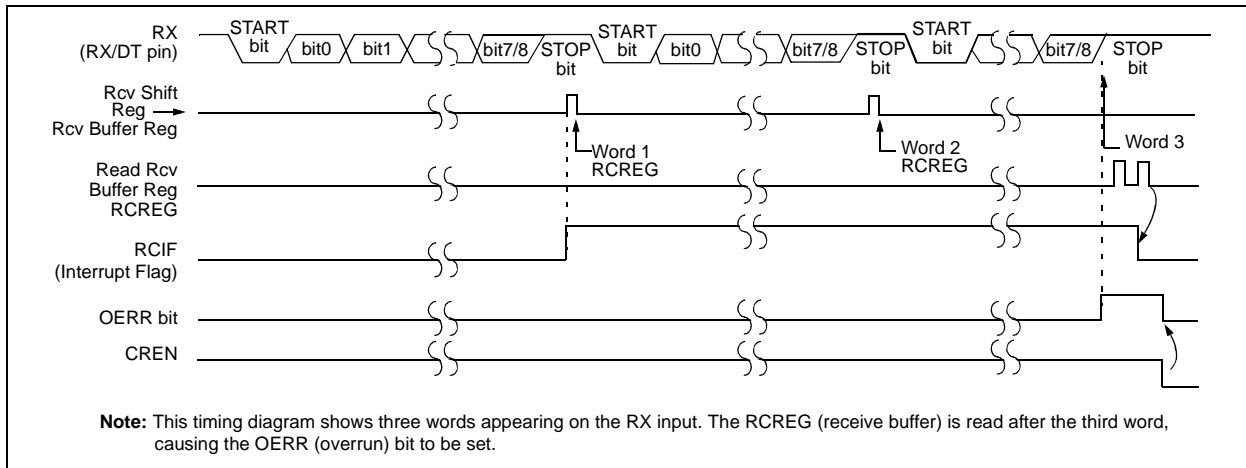 RX
(RX/DT pin)
START
bit
bit0
bit1
bit7/8
STOP
bit
START
bit
bit0
bit7/8
STOP
bit
START
bit
bit7/8
STOP
bit
Rcv Shift
Reg
Rcv Buffer Reg
Word 1
RCREG
Word 2
RCREG
Word 3
Read Rcv
Buffer Reg
RCREG
RCIF
(Interrupt Flag)
OERR bit
CREN
Note: This timing diagram shows three words appearing on the RX input. The RCREG (receive buffer) is read after the third word,
causing the OERR (overrun) bit to be set.